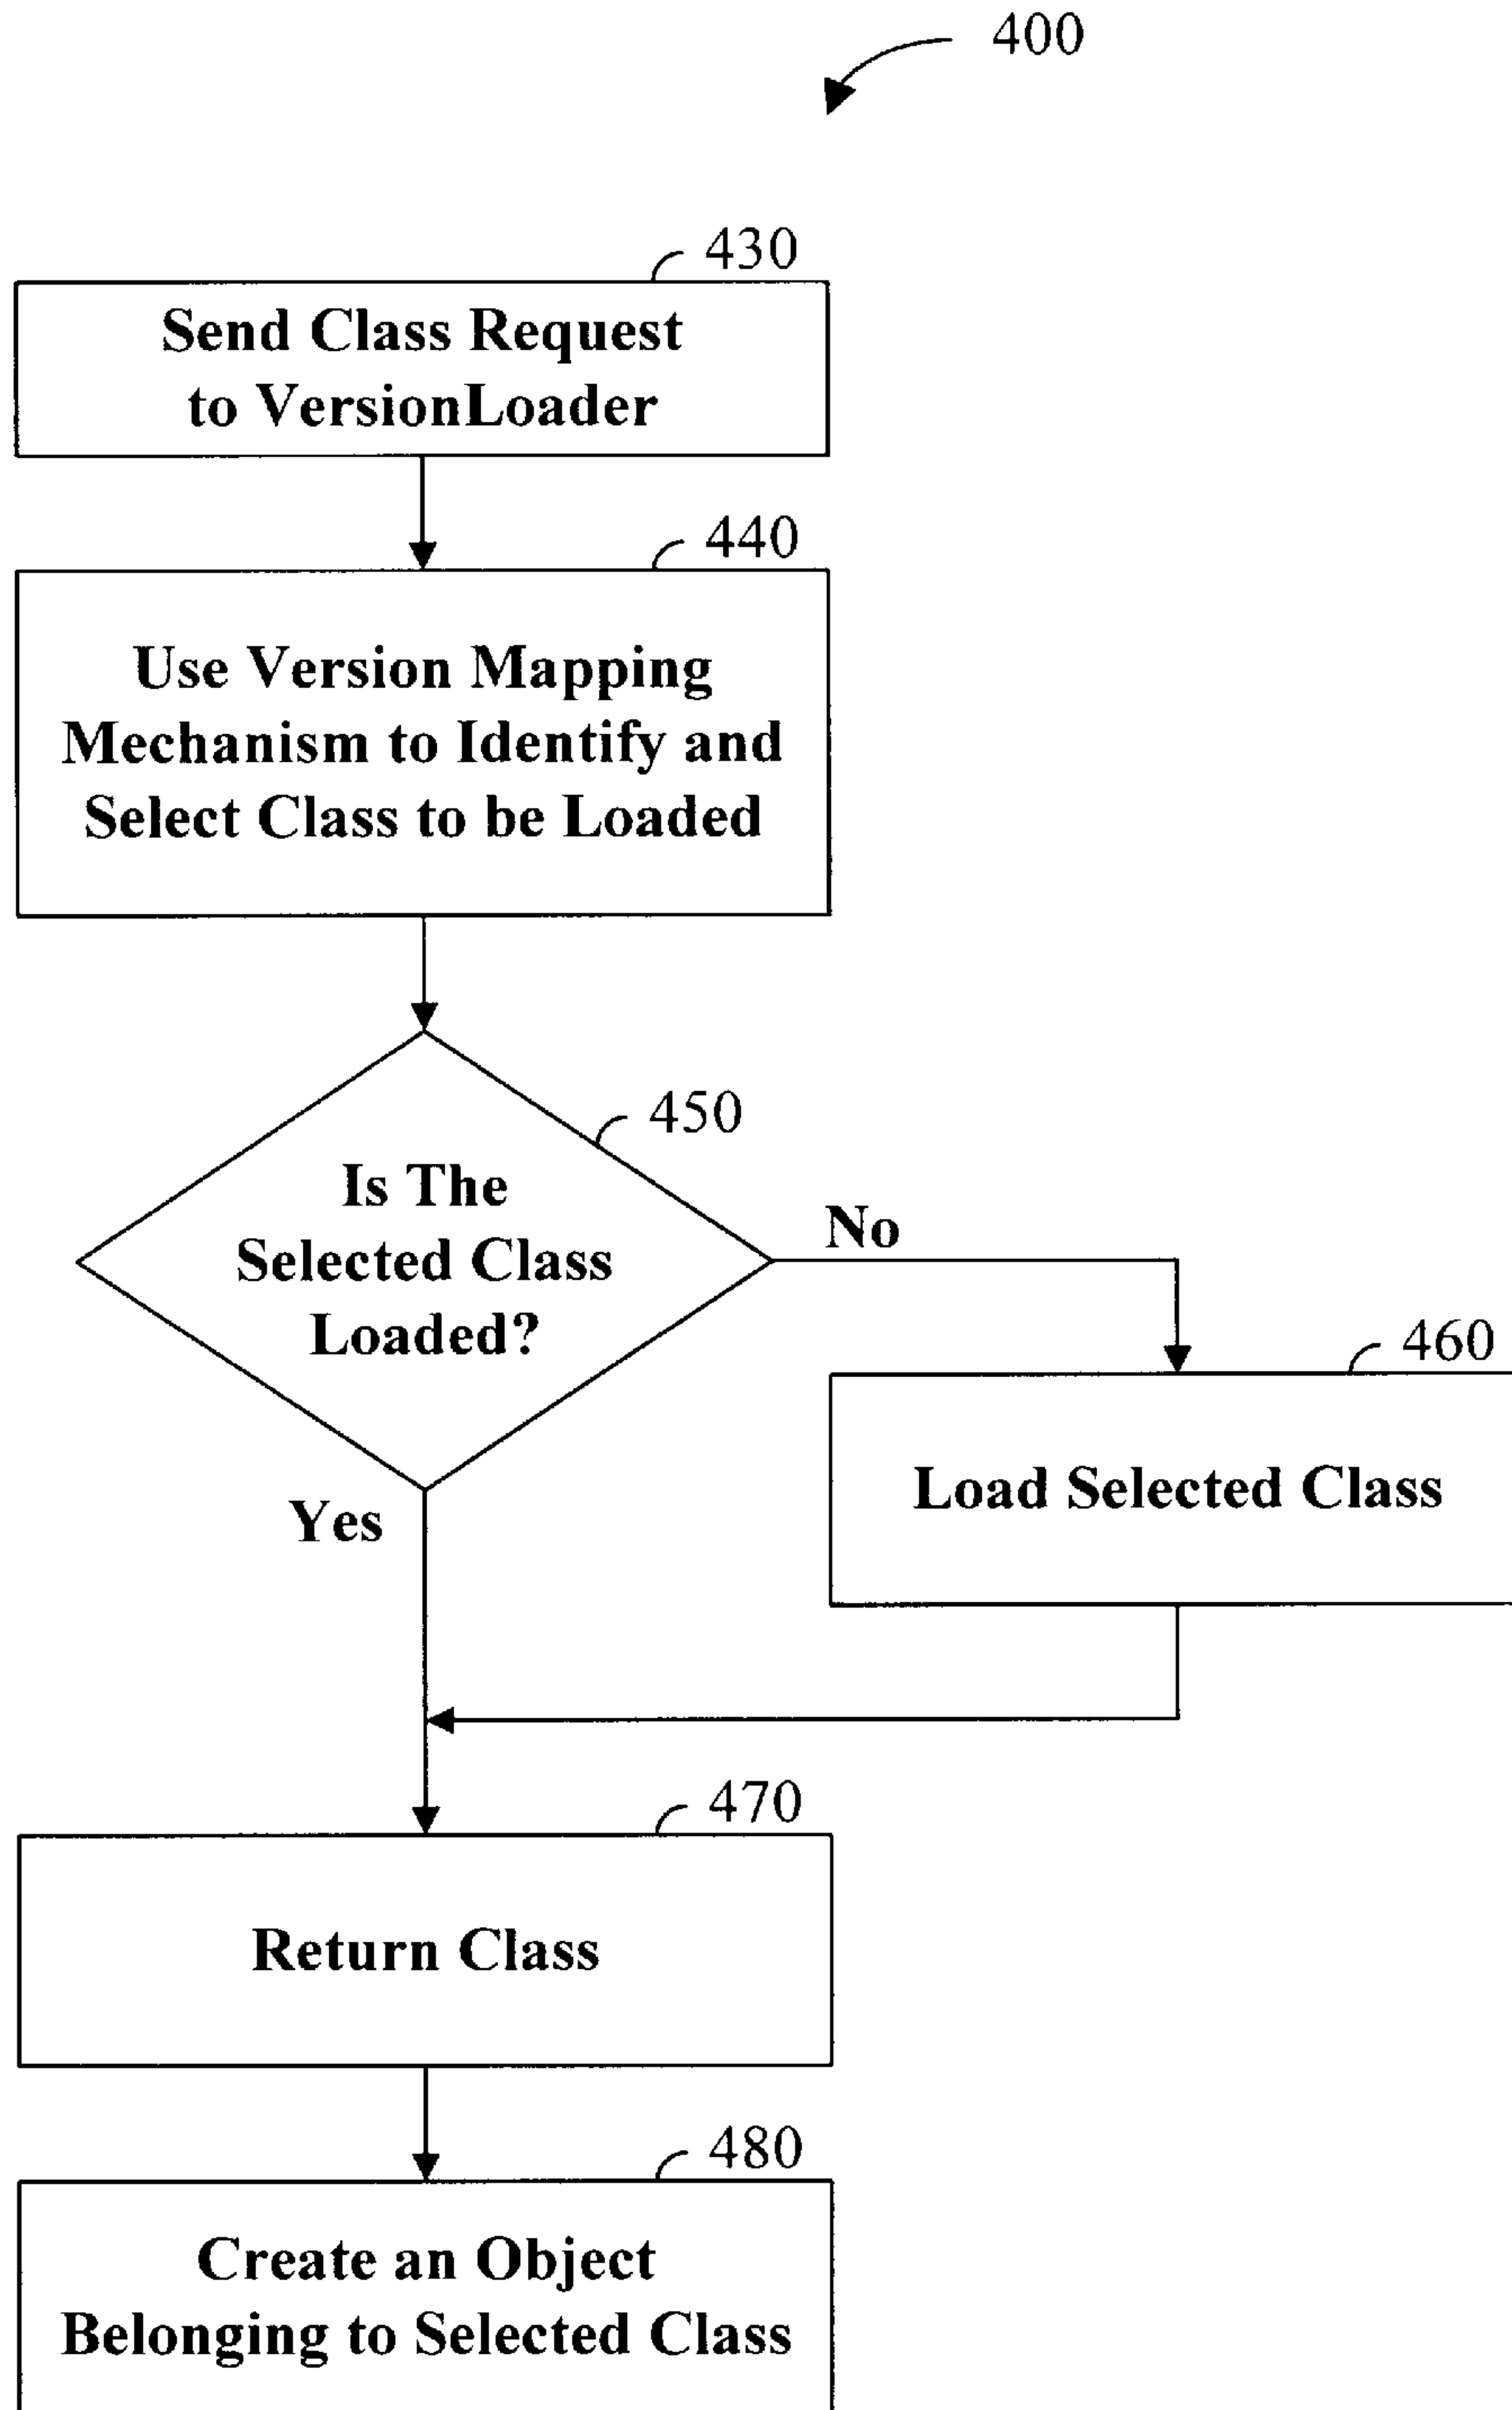 400
430
Send Class Request
to VersionLoader
440
Use Version Mapping
Mechanism to Identify and
Select Class to be Loaded
450
Is The
Selected Class
Loaded?
No
460
Load Selected Class
Yes
470
Return Class
480
Create an Object
Belonging to Selected Class